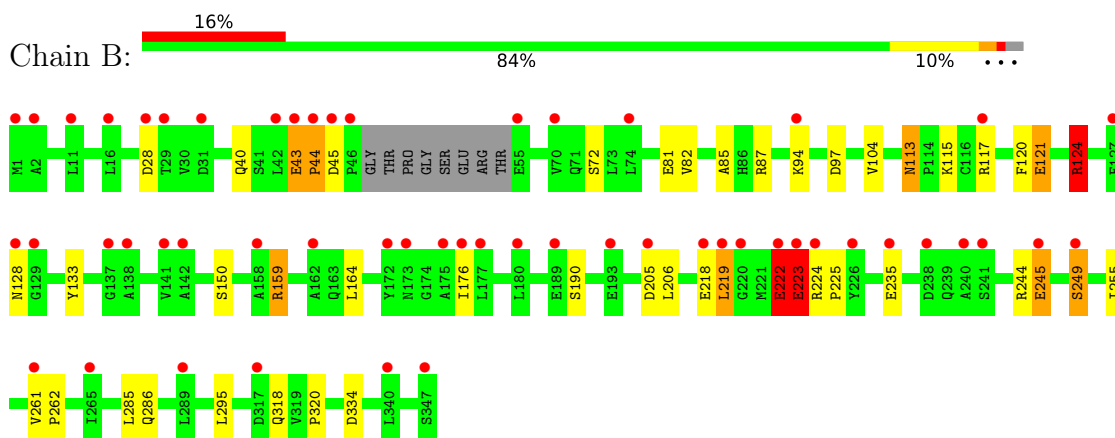 16%
Chain B:
84% 10% • • •
M1 A2 L11 L16 D28 T29 V30 D31 Q40 S41 L42 E43 P44 D45 P46 GLY THR PRO GLY SER GLU ARG THR E55 V70 Q71 S72 L73 L74 E81 V82 A85 H86 R87 K94 D97 V104 N113 P114 K115 C116 R117 F120 E121 R124
N128 G129 Y133 G137 A138 V141 A142 S150 A158 R159 A162 Q163 L164 Y172 N173 G174 A175 I176 L177 L180 E189 S190 E193 D205 L206 E218 L219 G220 M221 E222 E223 R224 P225 Y226 E235 D238 Q239 A240 S241 R244 E245 S249
V261 P262 I265 L285 Q286 L289 L295 D317 Q318 V319 P320 D334 L340 S347